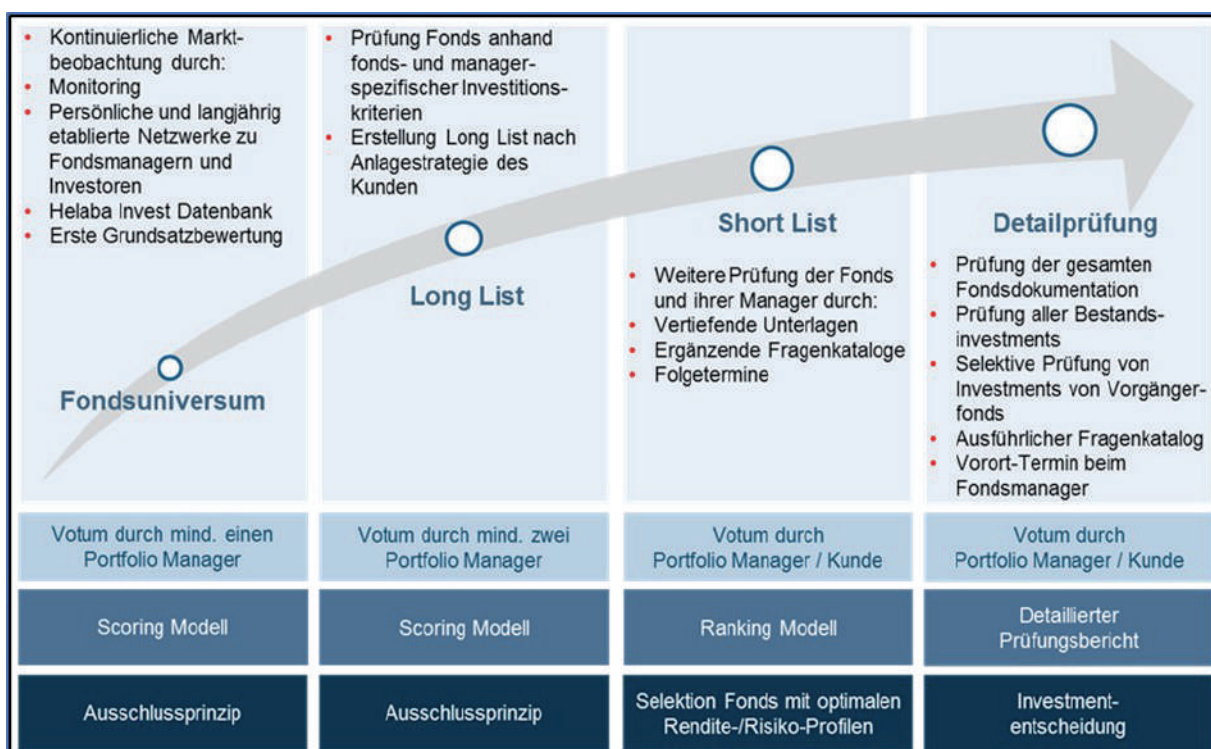 • Kontinuierliche Markt-
beobachtung durch:
• Monitoring
• Persönliche und langjährig
etablierte Netzwerke zu
Fondsmanagern und
Investoren
• Helaba Invest Datenbank
• Erste Grundsatzbewertung
Fondsuniversum
Votum durch mind. einen
Portfolio Manager
Scoring Modell
Ausschlussprinzip
• Prüfung Fonds anhand
fonds- und manager-
spezifischer Investitions-
kriterien
• Erstellung Long List nach
Anlagestrategie des
Kunden
Long List
Votum durch mind. zwei
Portfolio Manager
Scoring Modell
Ausschlussprinzip
Short List
• Weitere Prüfung der Fonds
und ihrer Manager durch:
• Vertiefende Unterlagen
• Ergänzende Fragenkataloge
• Folgetermine
Votum durch
Portfolio Manager / Kunde
Ranking Modell
Selektion Fonds mit optimalen
Rendite-/Risiko-Profilen
Detailprüfung
• Prüfung der gesamten
Fondsdokumentation
• Prüfung aller Bestands-
investments
• Selektive Prüfung von
Investments von Vorgänger-
fonds
• Ausführlicher Fragenkatalog
• Vorort-Termin beim
Fondsmanager
Votum durch
Portfolio Manager / Kunde
Detaillierter
Prüfungsbericht
Investment-
entscheidung